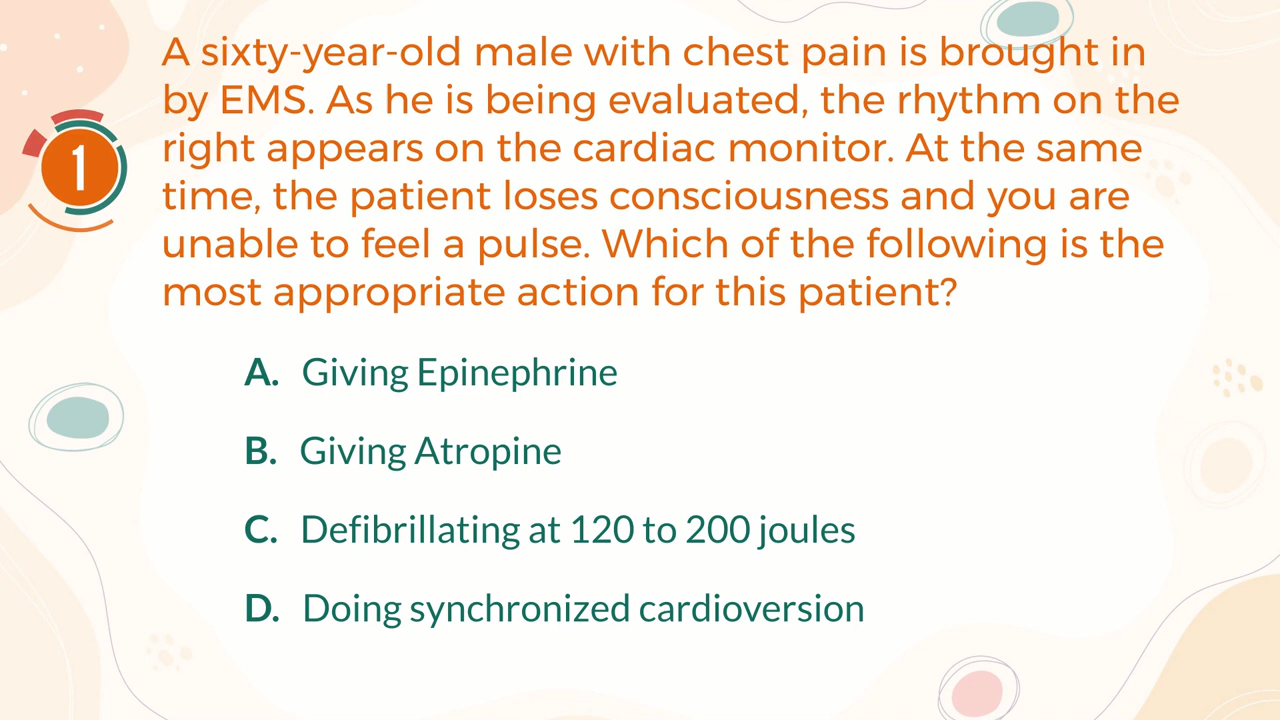 1
A sixty-year-old male with chest pain is brought in
by EMS. As he is being evaluated, the rhythm on the
right appears on the cardiac monitor. At the same
time, the patient loses consciousness and you are
unable to feel a pulse. Which of the following is the
most appropriate action for this patient?
A. Giving Epinephrine
B. Giving Atropine
C. Defibrillating at 120 to 200 joules
D. Doing synchronized cardioversion